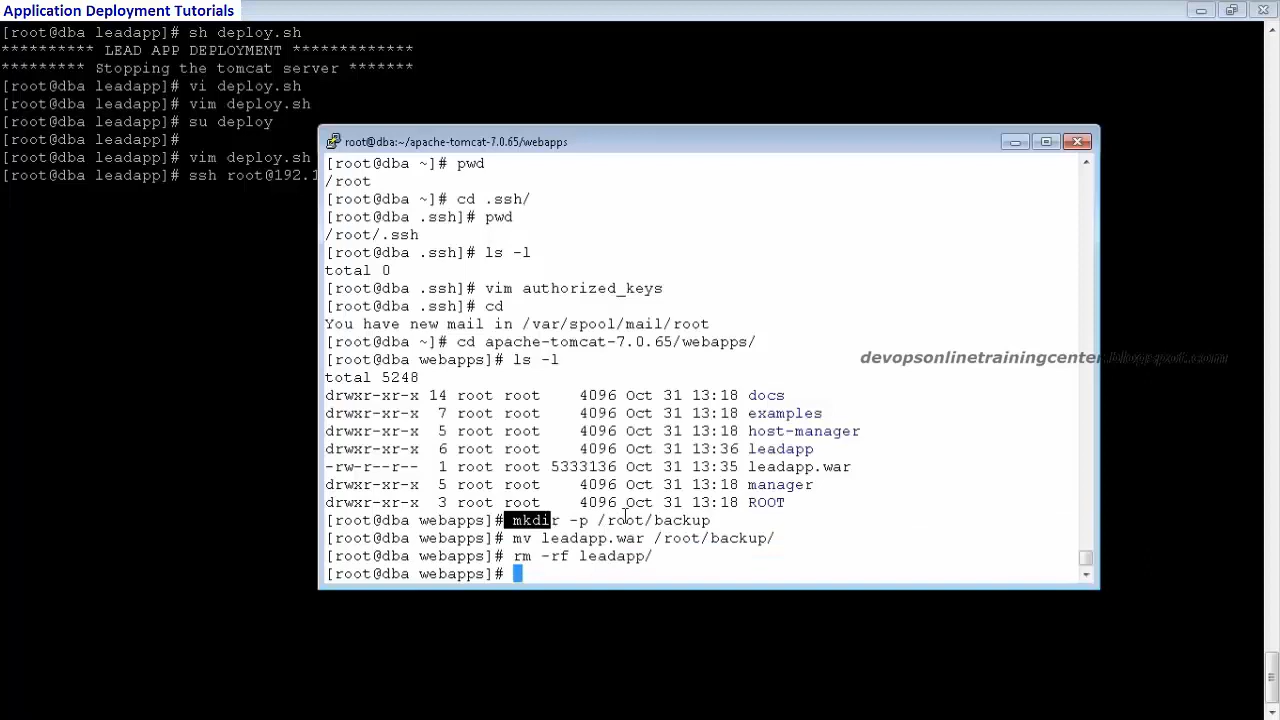 Application Deployment Tutorials
[root@dba leadapp]# sh deploy.sh
********** LEAD APP DEPLOYMENT *************
********* Stopping the tomcat server *******
[root@dba leadapp]# vi deploy.sh
[root@dba leadapp]# vim deploy.sh
[root@dba leadapp]# su deploy
[root@dba leadapp]#
[root@dba leadapp]# vim deploy.sh
[root@dba leadapp]# ssh root@192.1
root@dba:~/apache-tomcat-7.0.65/webapps
[root@dba ~]# pwd
/root
[root@dba ~]# cd .ssh/
[root@dba .ssh]# pwd
/root/.ssh
[root@dba .ssh]# ls -l
total 0
[root@dba .ssh]# vim authorized_keys
[root@dba .ssh]# cd
You have new mail in /var/spool/mail/root
[root@dba ~]# cd apache-tomcat-7.0.65/webapps/
[root@dba webapps]# ls -l
devopsonlinetrainingcenter.blogspot.com
total 5248
drwxr-xr-x 14 root root    4096 Oct 31 13:18 docs
drwxr-xr-x  7 root root    4096 Oct 31 13:18 examples
drwxr-xr-x  5 root root    4096 Oct 31 13:18 host-manager
drwxr-xr-x  6 root root    4096 Oct 31 13:36 leadapp
-rw-r--r--  1 root root 5333136 Oct 31 13:35 leadapp.war
drwxr-xr-x  5 root root    4096 Oct 31 13:18 manager
drwxr-xr-x  3 root root    4096 Oct 31 13:18 ROOT
[root@dba webapps]# mkdir -p /root/backup
[root@dba webapps]# mv leadapp.war /root/backup/
[root@dba webapps]# rm -rf leadapp/
[root@dba webapps]#